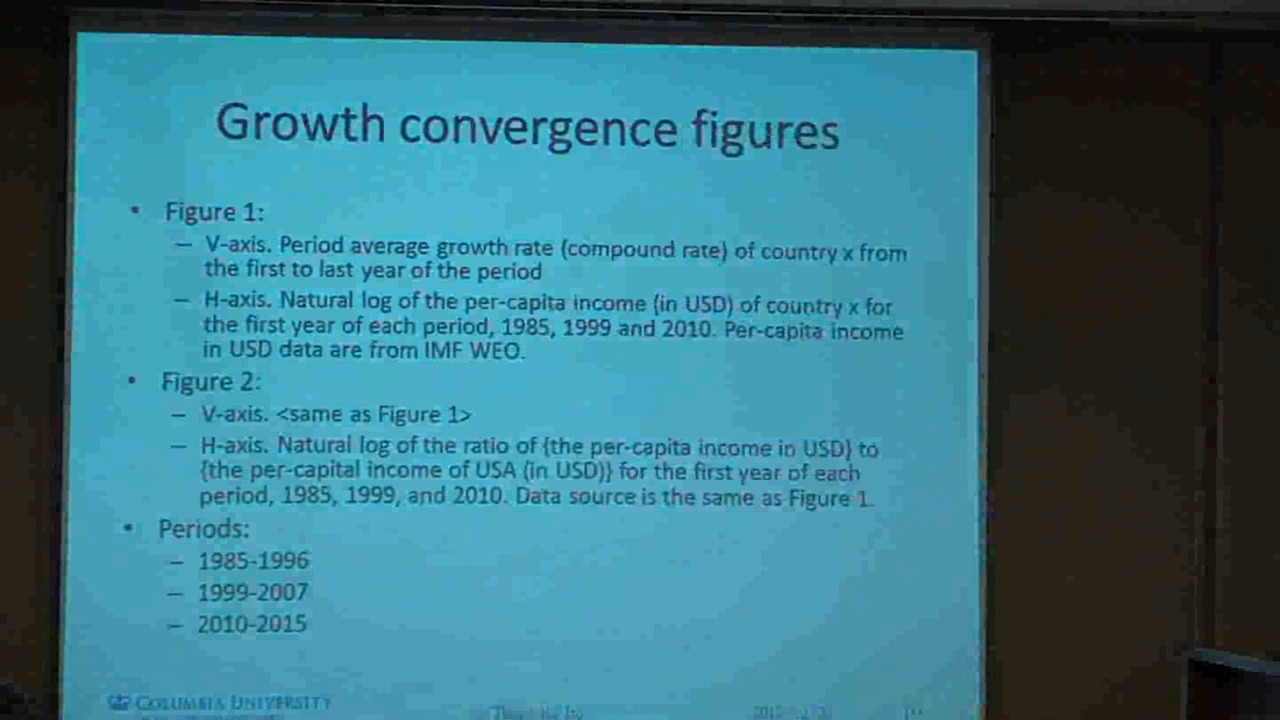 Growth convergence figures
• Figure 1:
– V-axis. Period average growth rate (compound rate) of country x from
the first to last year of the period
– H-axis. Natural log of the per-capita income (in USD) of country x for
the first year of each period, 1985, 1999 and 2010. Per-capita income
in USD data are from IMF WEO.
• Figure 2:
– V-axis. <same as Figure 1>
– H-axis. Natural log of the ratio of {the per-capita income in USD} to
{the per-capital income of USA (in USD)} for the first year of each
period, 1985, 1999, and 2010. Data source is the same as Figure 1.
• Periods:
– 1985-1996
– 1999-2007
– 2010-2015
COLUMBIA UNIVERSITY